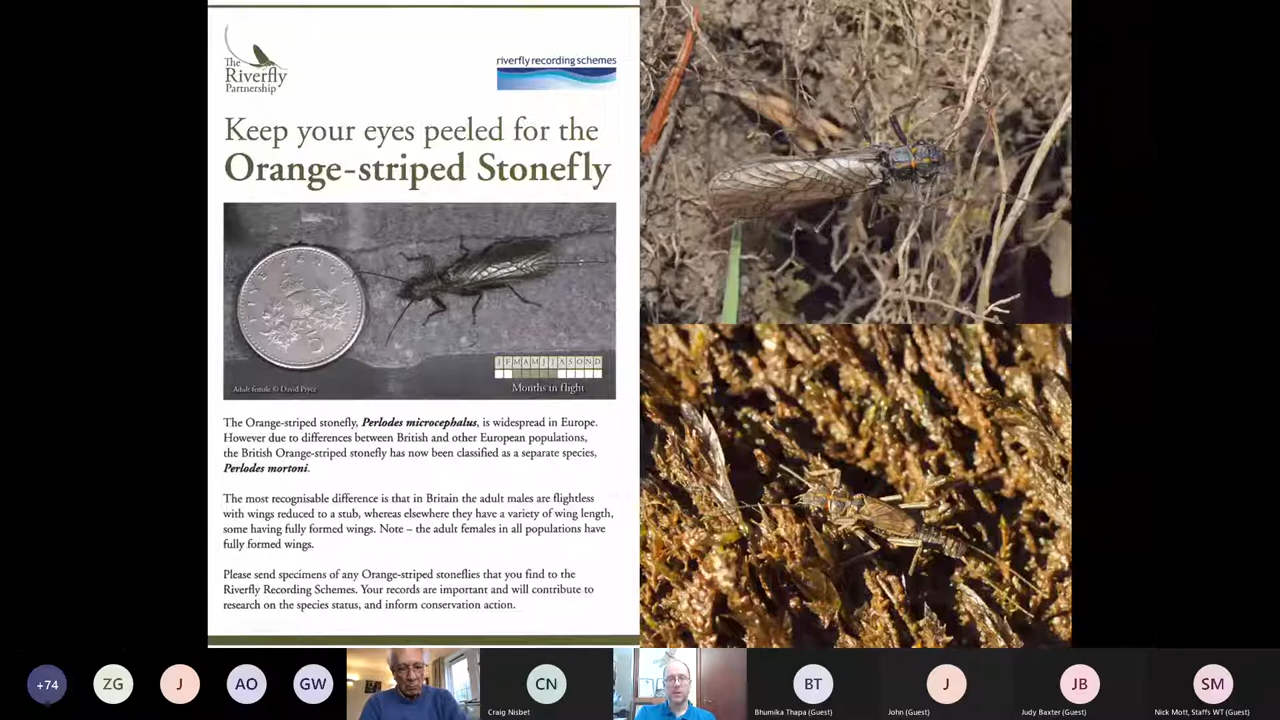 The
Riverfly
Partnership
riverfly recording schemes
Keep your eyes peeled for the
Orange-striped Stonefly
5
J F M A M J J A S O N D
Months in flight
Adult female © David Pryce
The Orange-striped stonefly, Perlodes microcephalus, is widespread in Europe.
However due to differences between British and other European populations,
the British Orange-striped stonefly has now been classified as a separate species,
Perlodes mortoni.
The most recognisable difference is that in Britain the adult males are flightless
with wings reduced to a stub, whereas elsewhere they have a variety of wing length,
some having fully formed wings. Note – the adult females in all populations have
fully formed wings.
Please send specimens of any Orange-striped stoneflies that you find to the
Riverfly Recording Schemes. Your records are important and will contribute to
research on the species status, and inform conservation action.
+74
ZG
J
AO
GW
CN
Craig Nisbet
BT
Bhumika Thapa (Guest)
J
John (Guest)
JB
Judy Baxter (Guest)
SM
Nick Mott, Staffs WT (Guest)